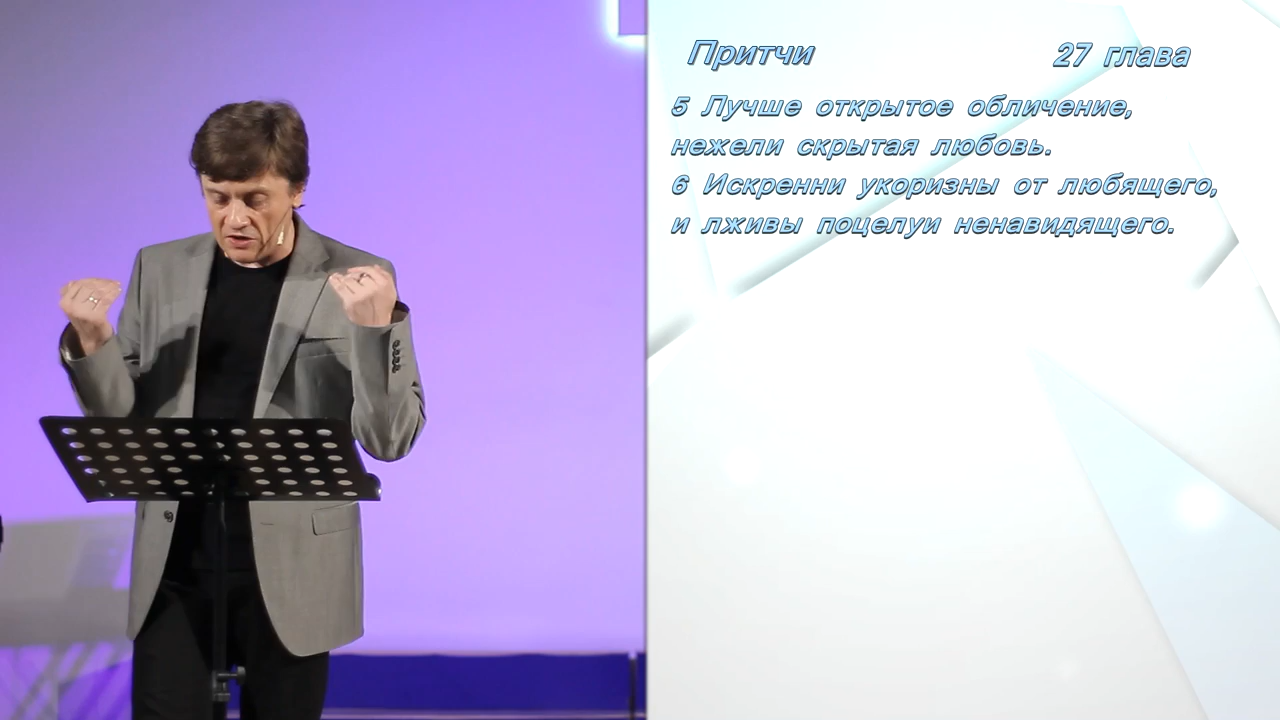 Притчи 27 глава
5 Лучше открытое обличение,
нежели скрытая любовь.
6 Искренни укоризны от любящего,
и лживы поцелуи ненавидящего.